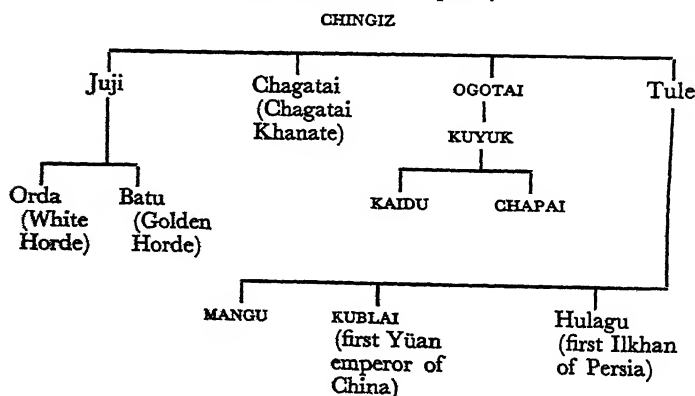 CHINGIZ
Juji
Chagatai
(Chagatai
Khanate)
OGOTAI
Tule
KUYUK
Orda
(White
Horde)
Batu
(Golden
Horde)
KAIDU
CHAPAI
MANGU
KUBLAI
(first Yüan
emperor of
China)
Hulagu
(first Ilkhan
of Persia)